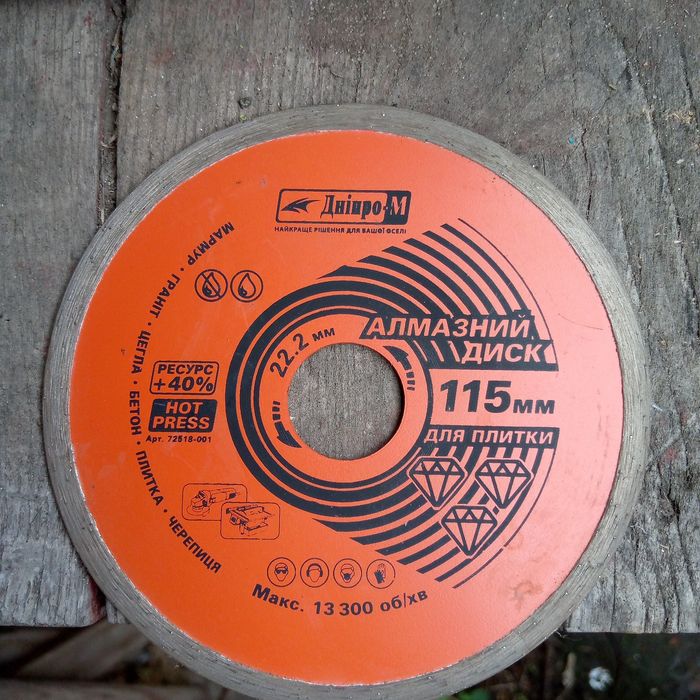 Дніпро-М
НАЙКРАЩЕ РІШЕННЯ ДЛЯ ВАШОЇ ОСЕЛІ
МАРМУР · ГРАНІТ · ЦЕГЛА · БЕТОН · ПЛИТКА · ЧЕРЕПИЦЯ
22.2 мм
АЛМАЗНИЙ
ДИСК
115мм
ДЛЯ ПЛИТКИ
РЕСУРС
+40%
HOT
PRESS
Арт. 72518-001
Макс. 13 300 об/хв